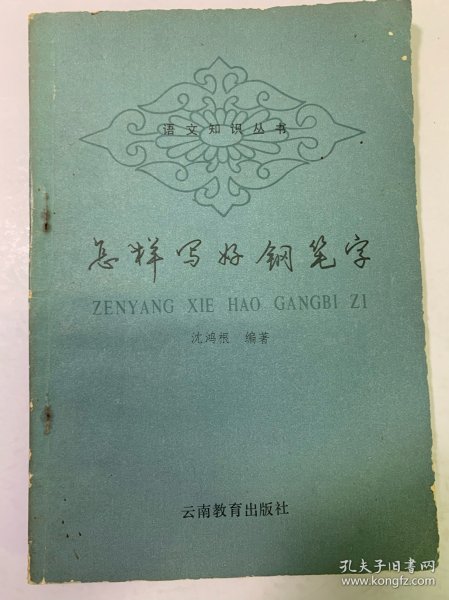 语文知识丛书
怎样写好钢笔字
ZENYANG XIE HAO GANGBI ZI
沈鸿根 编著
云南教育出版社
孔夫子旧书网
www.kongfz.com